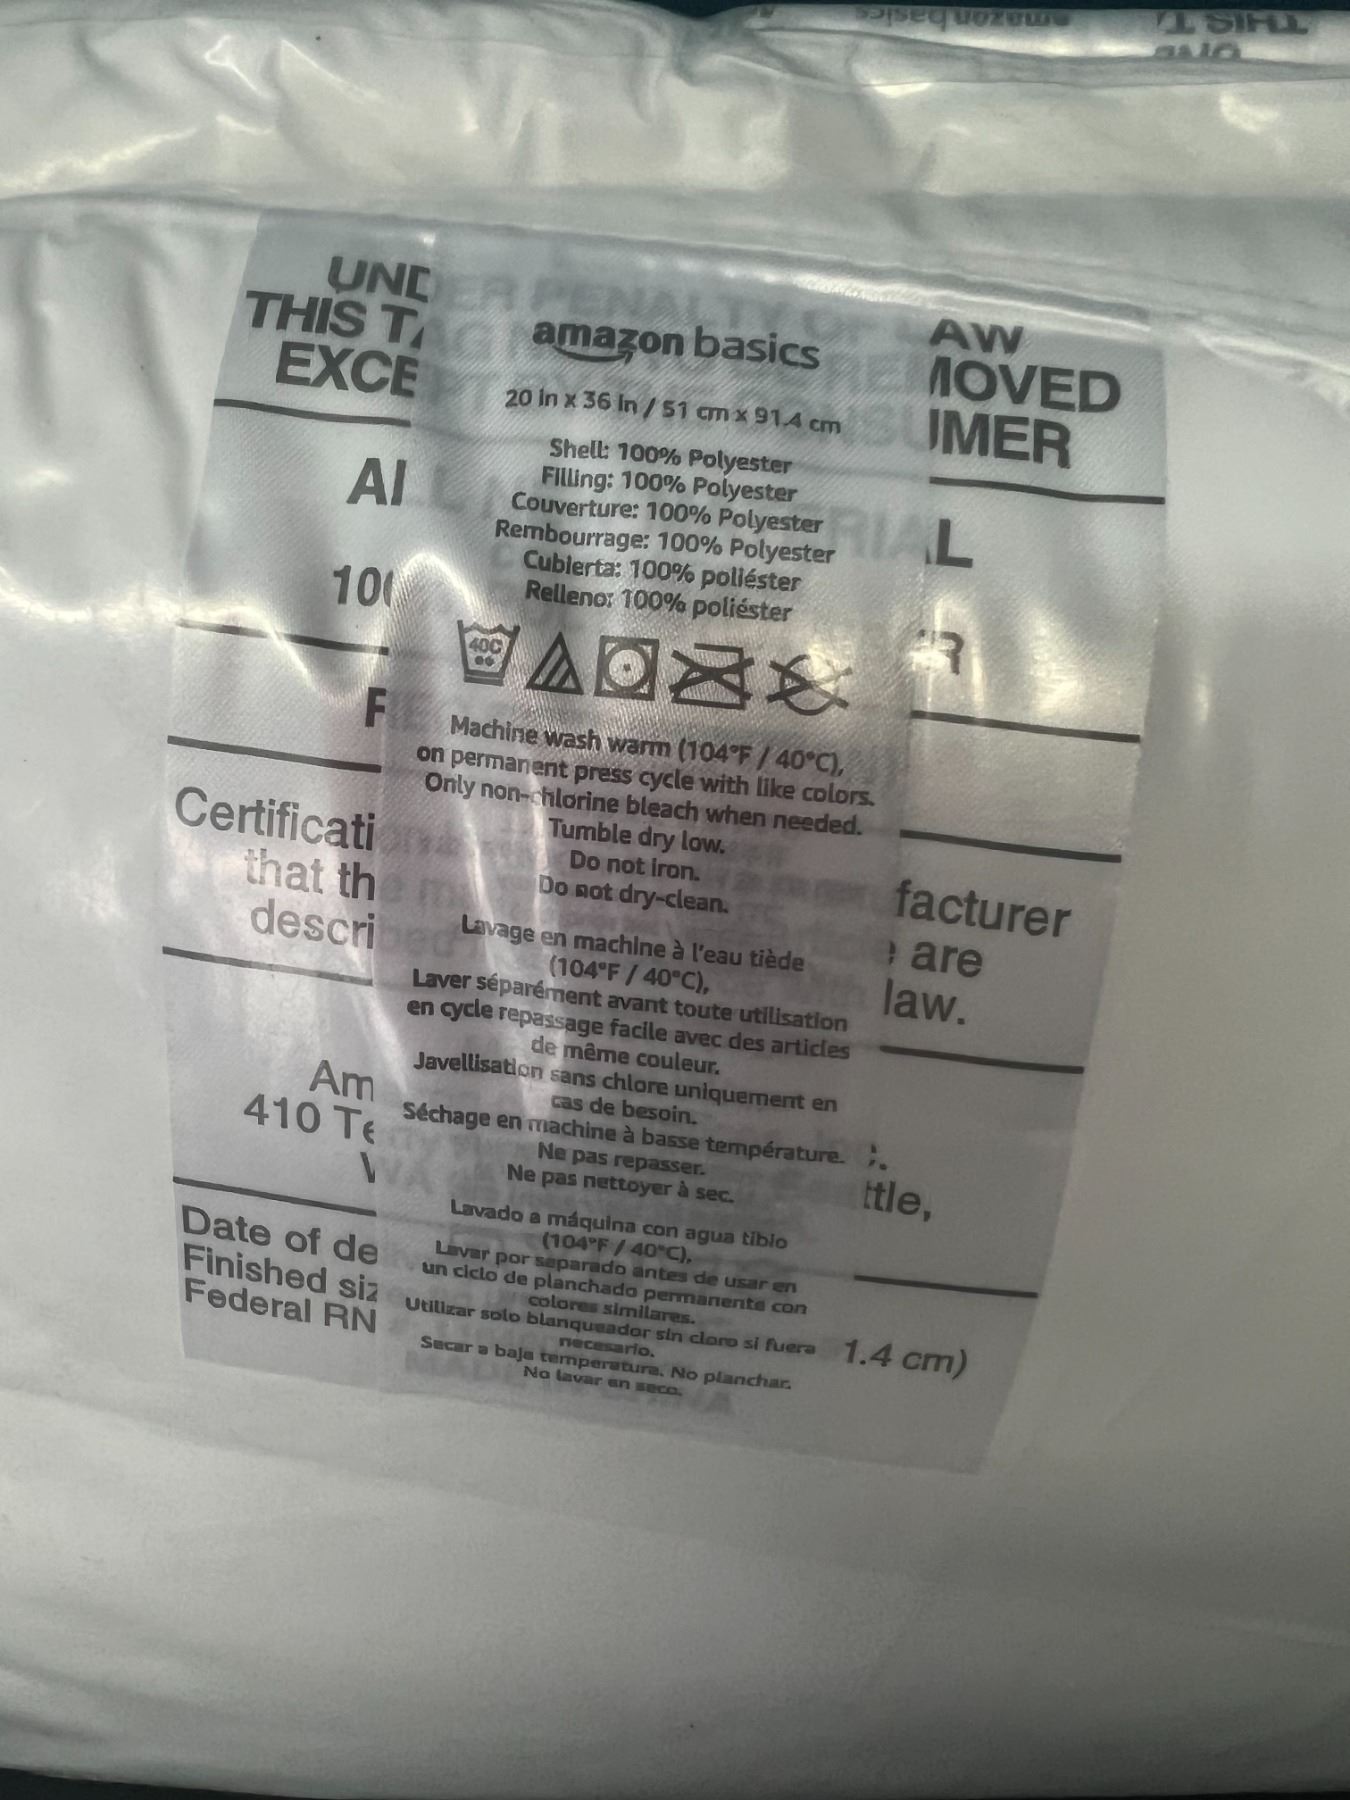 amazon basics
THIS T
UND
AW
THIS TA
MOVED
EXCE
UMER
amazon basics
20 in x 36 in / 51 cm x 91.4 cm
Shell: 100% Polyester
Filling: 100% Polyester
Couverture: 100% Polyester
Rembourrage: 100% Polyester
Cubierta: 100% poliéster
Relleno: 100% poliéster
40C
Machine wash warm (104°F / 40°C),
on permanent press cycle with like colors.
Only non-chlorine bleach when needed.
Tumble dry low.
Do not iron.
Do not dry-clean.
Lavage en machine à l'eau tiède
(104°F / 40°C),
Laver séparément avant toute utilisation
en cycle repassage facile avec des articles
de même couleur.
Javellisation sans chlore uniquement en
cas de besoin.
Séchage en machine à basse température.
Ne pas repasser.
Ne pas nettoyer à sec.
Lavado a máquina con agua tibio
(104°F / 40°C),
Lavar por separado antes de usar en
un ciclo de planchado permanente con
colores similares.
Utilizar solo blanqueador sin cloro si fuera
necesario.
Secar a baja temperatura. No planchar.
No lavar en seco.
Certificati
facturer
that th
are
descri
law.
Am
410 Te
ttle,
Date of de
Finished siz
1.4 cm)
Federal RN